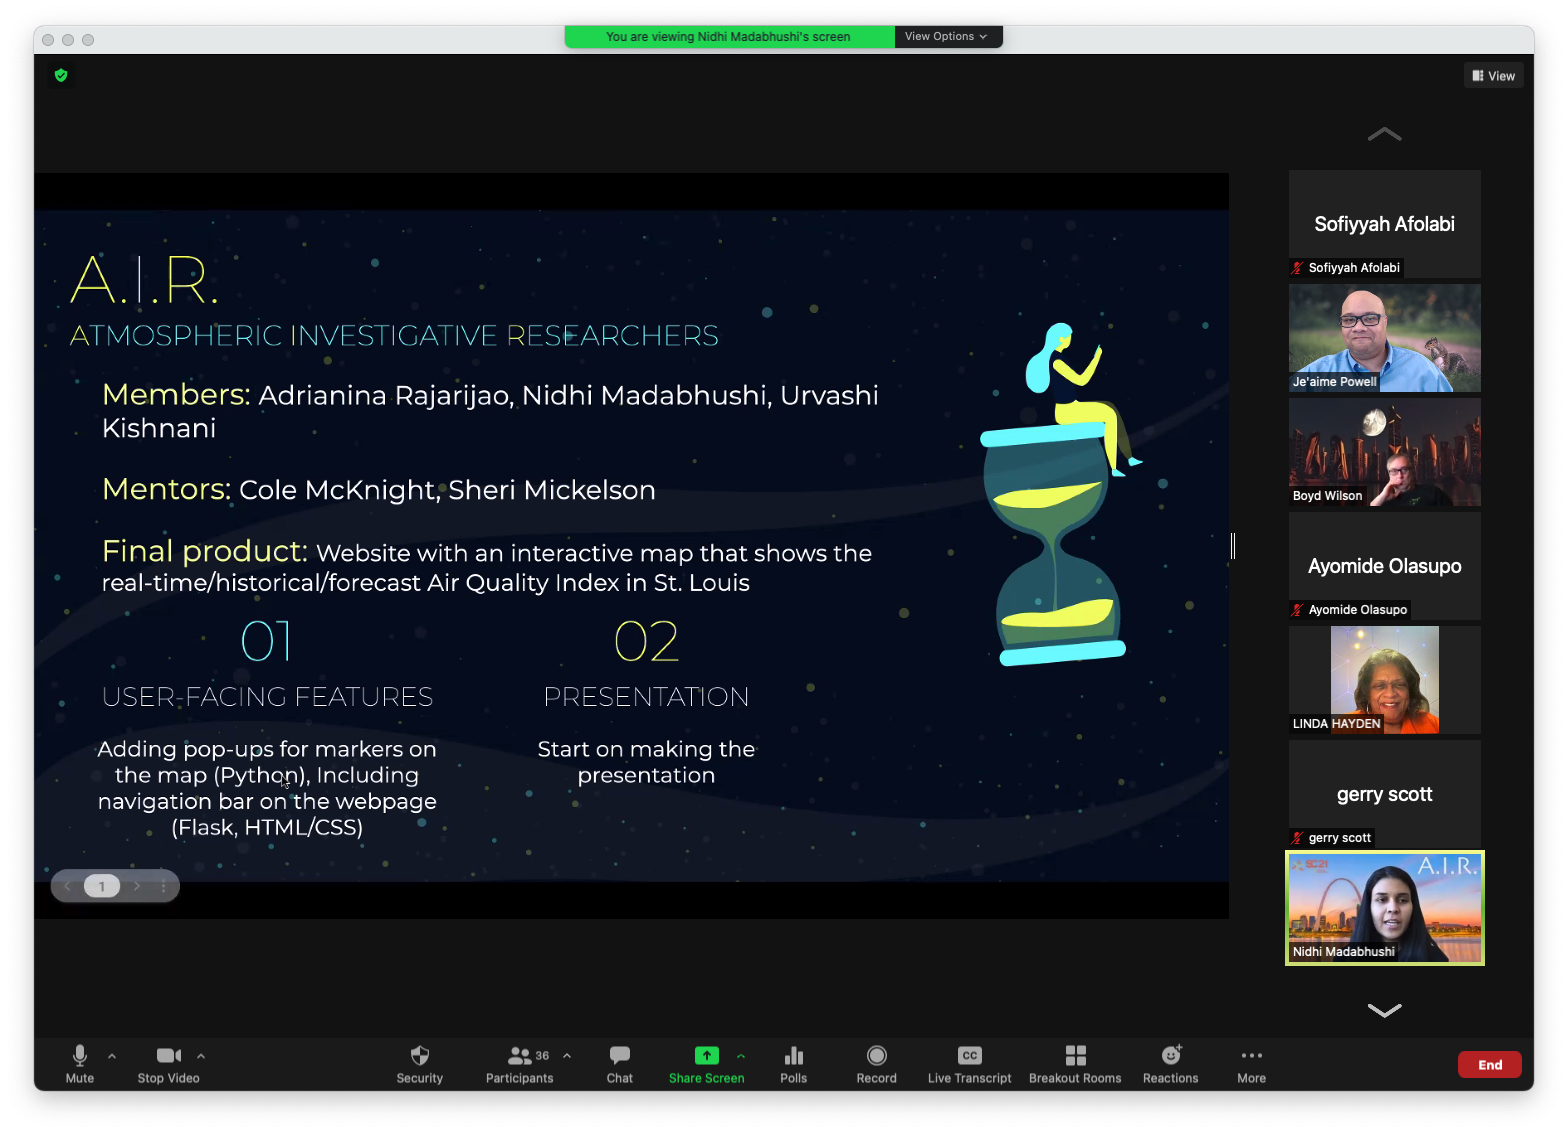 You are viewing Nidhi Madabhushi's screen
View Options
View
A.I.R.
ATMOSPHERIC INVESTIGATIVE RESEARCHERS
Members: Adrianina Rajarijao, Nidhi Madabhushi, Urvashi
Kishnani
Mentors: Cole McKnight, Sheri Mickelson
Final product: Website with an interactive map that shows the
real-time/historical/forecast Air Quality Index in St. Louis
01
USER-FACING FEATURES
Adding pop-ups for markers on
the map (Python), Including
navigation bar on the webpage
(Flask, HTML/CSS)
02
PRESENTATION
Start on making the
presentation
1
Sofiyyah Afolabi
Sofiyyah Afolabi
Je'aime Powell
Boyd Wilson
Ayomide Olasupo
Ayomide Olasupo
LINDA HAYDEN
gerry scott
gerry scott
SC21
A.I.R.
Nidhi Madabhushi
Mute
Stop Video
Security
36
Participants
Chat
Share Screen
Polls
Record
CC
Live Transcript
Breakout Rooms
Reactions
More
End